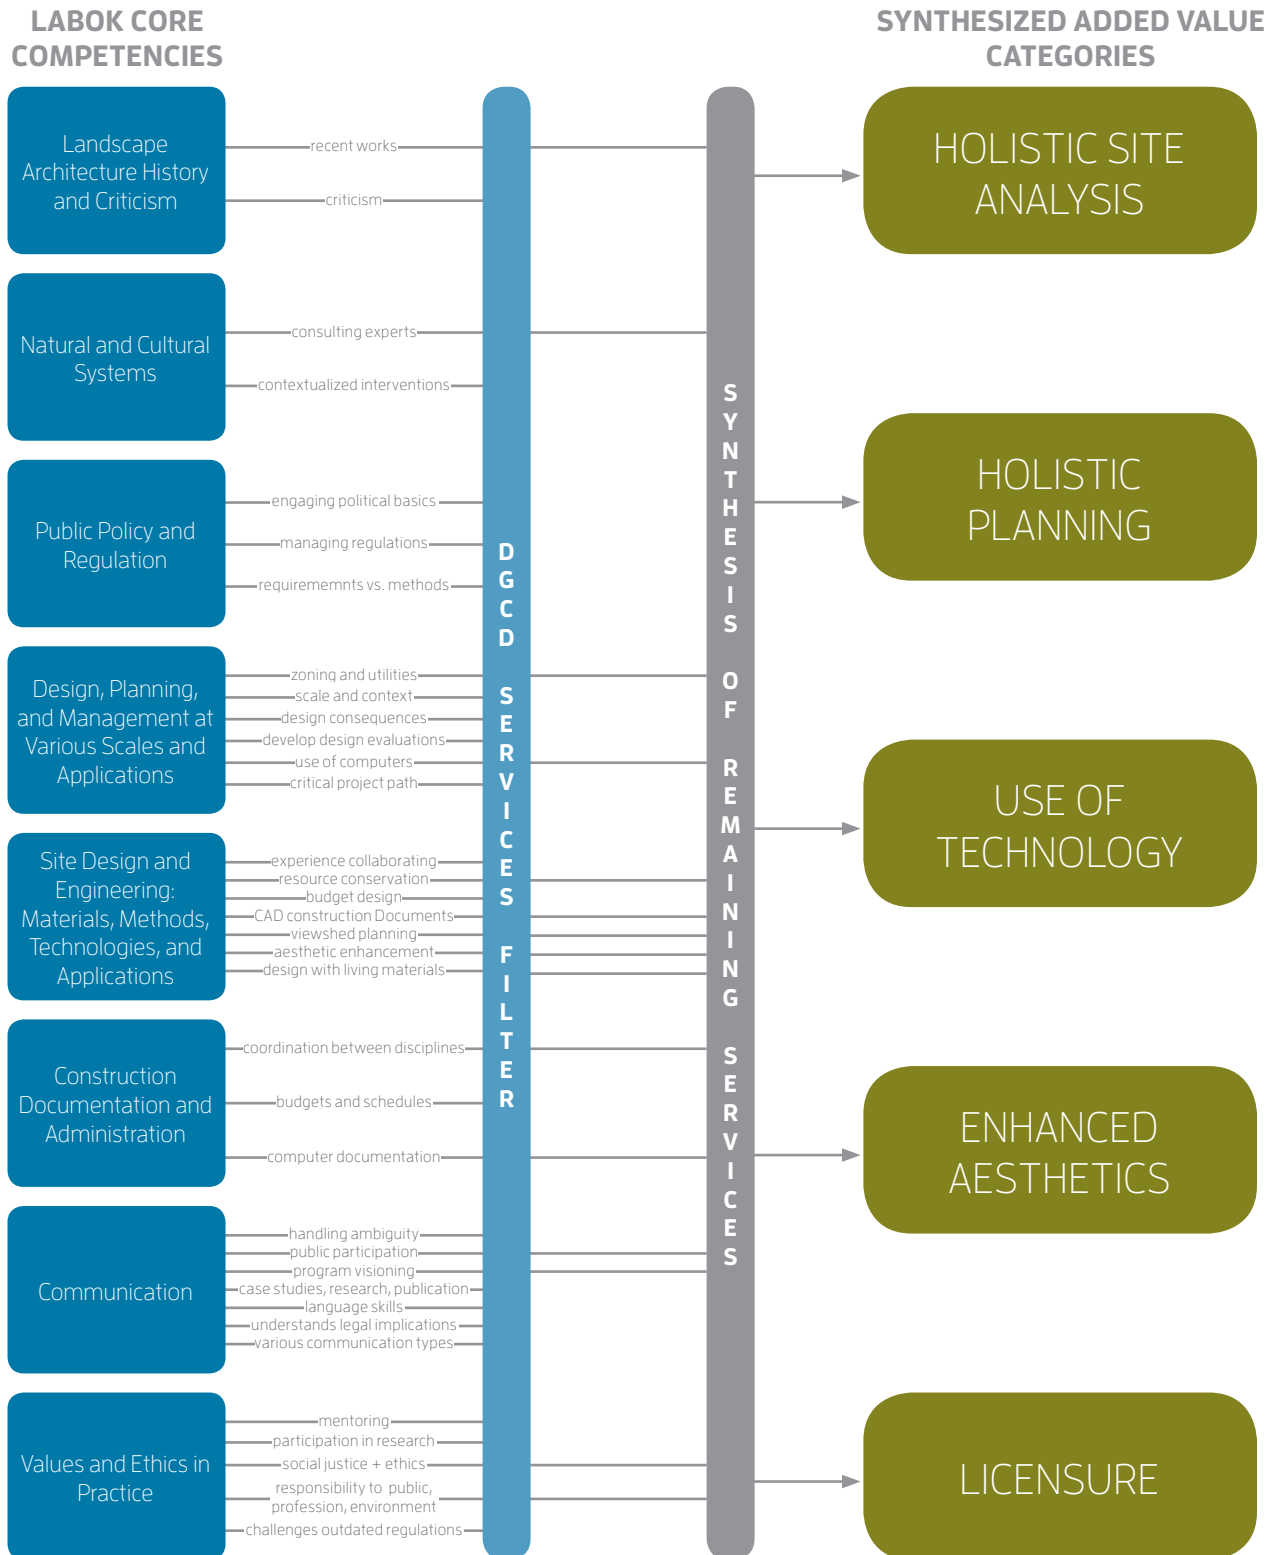 LABOK CORE
COMPETENCIES
SYNTHESIZED ADDED VALUE
CATEGORIES
Landscape
Architecture History
and Criticism
recent works
criticism
Natural and Cultural
Systems
consulting experts
contextualized interventions
Public Policy and
Regulation
engaging political basics
managing regulations
requirememnts vs. methods
Design, Planning,
and Management at
Various Scales and
Applications
zoning and utilities
scale and context
design consequences
develop design evaluations
use of computers
critical project path
Site Design and
Engineering:
Materials, Methods,
Technologies, and
Applications
experience collaborating
resource conservation
budget design
CAD construction Documents
viewshed planning
aesthetic enhancement
design with living materials
Construction
Documentation and
Administration
coordination between disciplines
budgets and schedules
computer documentation
Communication
handling ambiguity
public participation
program visioning
case studies, research, publication
language skills
understands legal implications
various communication types
Values and Ethics in
Practice
mentoring
participation in research
social justice + ethics
responsibility to public,
profession, environment
challenges outdated regulations
DGCD SERVICES FILTER
SYNTHESIS OF REMAINING SERVICES
HOLISTIC SITE
ANALYSIS
HOLISTIC
PLANNING
USE OF
TECHNOLOGY
ENHANCED
AESTHETICS
LICENSURE